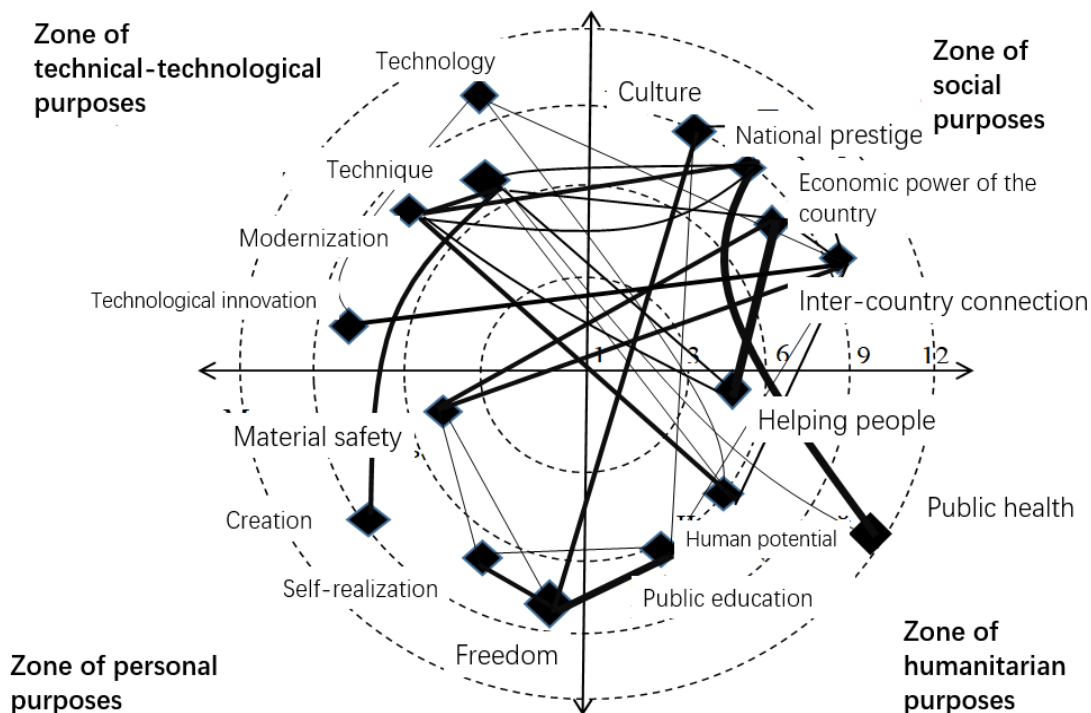 Zone of
technical-technological
purposes
Technology
Culture
Zone of
social
purposes
National prestige
Technique
Economic power of the
country
Modernization
Technological innovation
Inter-country connection
1
3
6
9
12
Material safety
Helping people
Creation
Public health
Human potential
Self-realization
Public education
Freedom
Zone of personal
purposes
Zone of
humanitarian
purposes